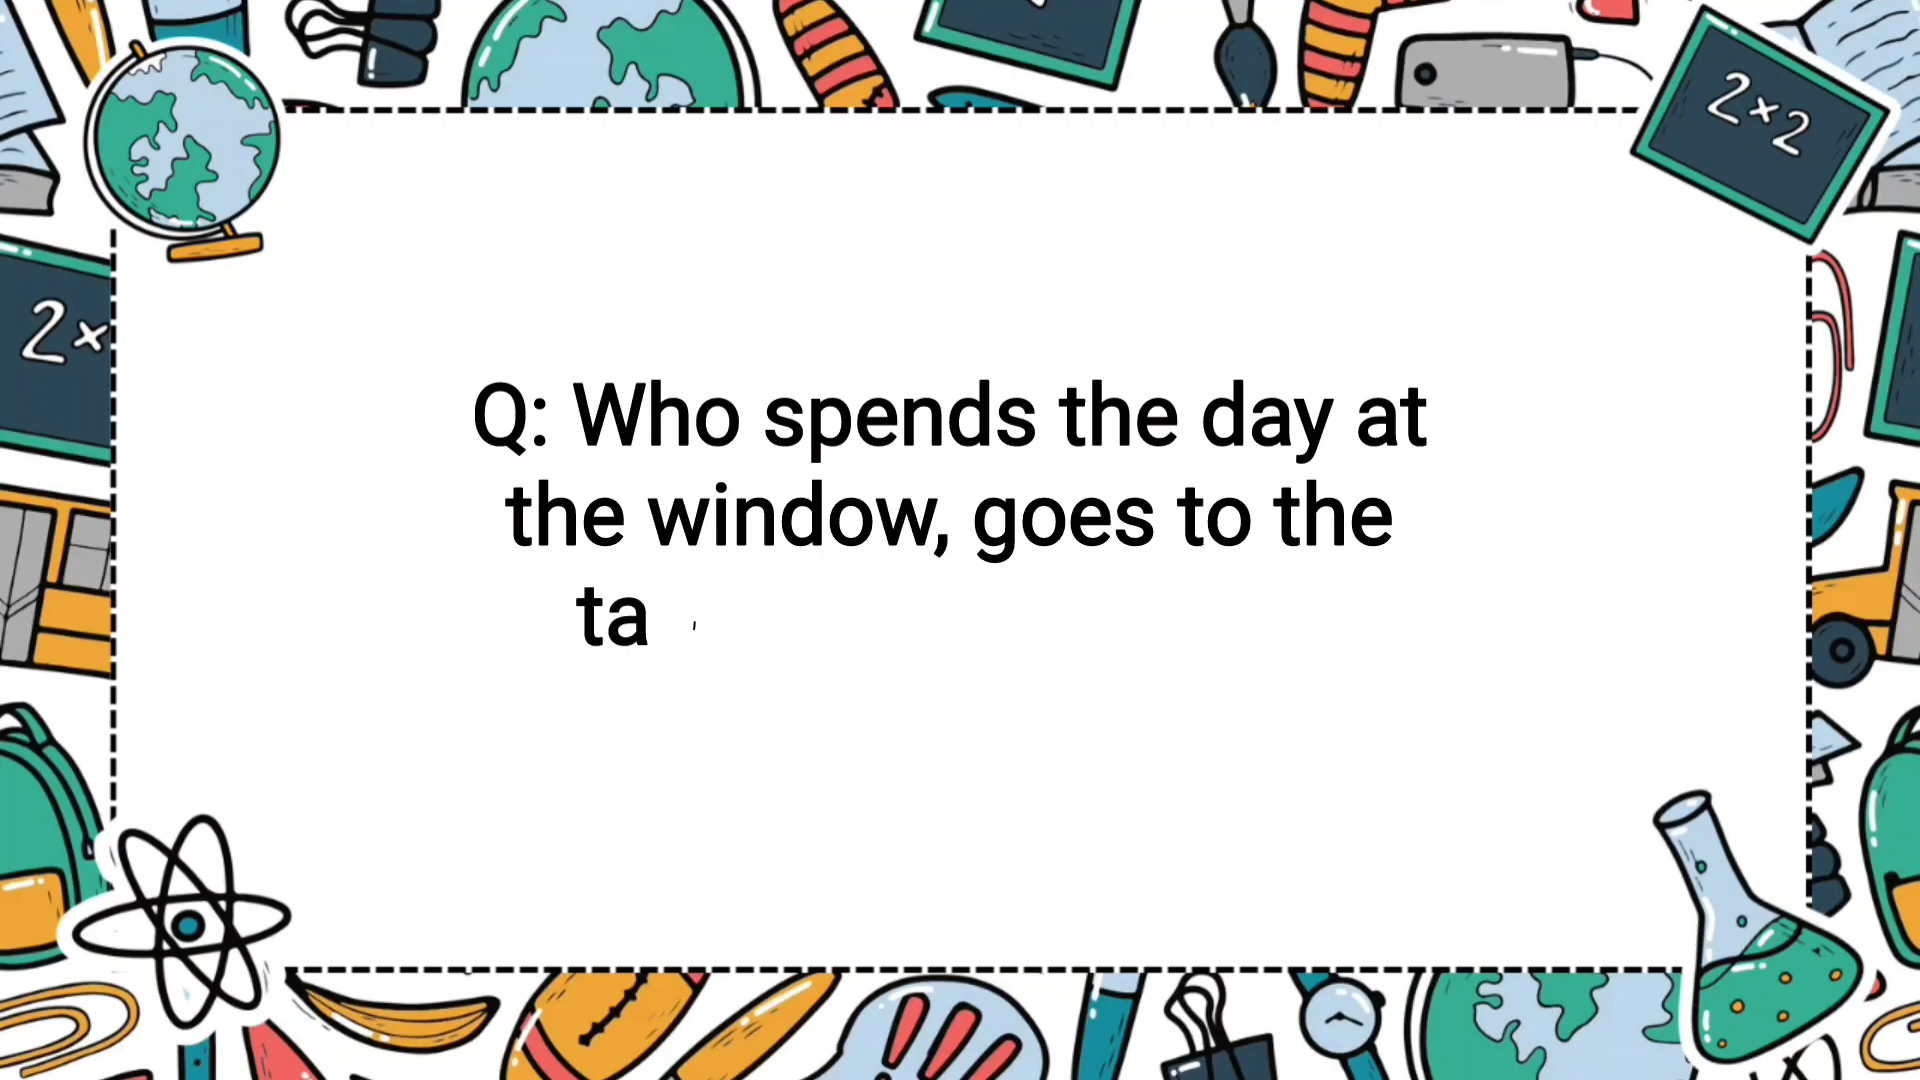 2×2
2×
Q: Who spends the day at
the window, goes to the
ta